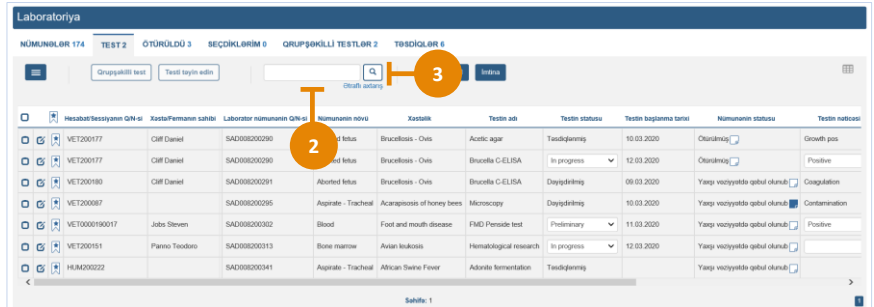 Laboratoriya
NÜMUNƏLƏR 174 TEST 2 ÖTÜRÜLDÜ 3 SEÇDİKLƏRİM 0 QRUPŞƏKİLLİ TESTLƏR 2 TƏSDİQLƏR 6
Qrupşəkilli test Testi təyin edin İmtina
Ətraflı axtarış
3
Hesabat/Sessiyanın Q/N-si Xəstə/Fermanın sahibi Laborator nümunənin Q/N-si Nümunənin növü Xəstəlik Testin adı Testin statusu Testin başlanma tarixi Nümunənin statusu Testin nəticəsi
2
VET200177 Cliff Daniel SAD008200290 fetus Brucellosis - Ovis Acetic agar Təsdiqlənmiş 10.03.2020 Ötürülmüş Growth pos
VET200177 Cliff Daniel SAD008200290 fetus Brucellosis - Ovis Brucella C-ELISA In progress 12.03.2020 Ötürülmüş Positive
VET200180 Cliff Daniel SAD008200291 Aborted fetus Brucellosis - Ovis Brucella C-ELISA Dəyişdirilmiş 09.03.2020 Yaxşı vəziyyətdə qəbul olunub Coagulation
VET200087 SAD008200295 Aspirate - Tracheal Acarapisosis of honey bees Microscopy Dəyişdirilmiş 10.03.2020 Yaxşı vəziyyətdə qəbul olunub Contamination
VET0000190017 Jobs Steven SAD008200302 Blood Foot and mouth disease FMD Penside test Preliminary 11.03.2020 Yaxşı vəziyyətdə qəbul olunub Positive
VET200151 Panno Teodoro SAD008200313 Bone marrow Avian leukosis Hematological research In progress 12.03.2020 Yaxşı vəziyyətdə qəbul olunub
HUM200222 SAD008200341 Aspirate - Tracheal African Swine Fever Adonite fermentation Təsdiqlənmiş Yaxşı vəziyyətdə qəbul olunub
Səhifə: 1 1